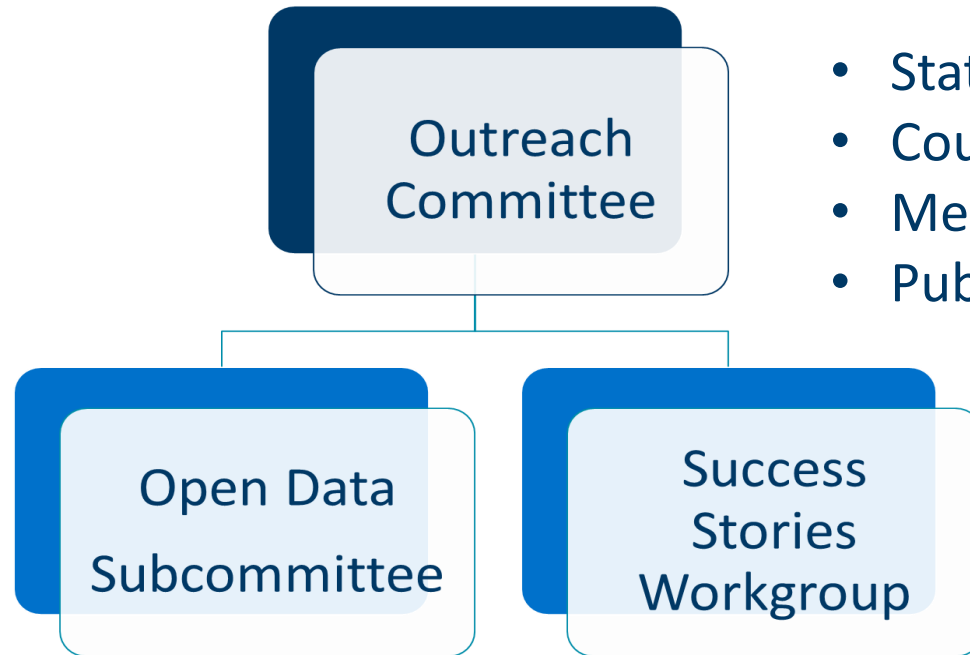 Outreach
Committee
Open Data
Subcommittee
Success
Stories
Workgroup